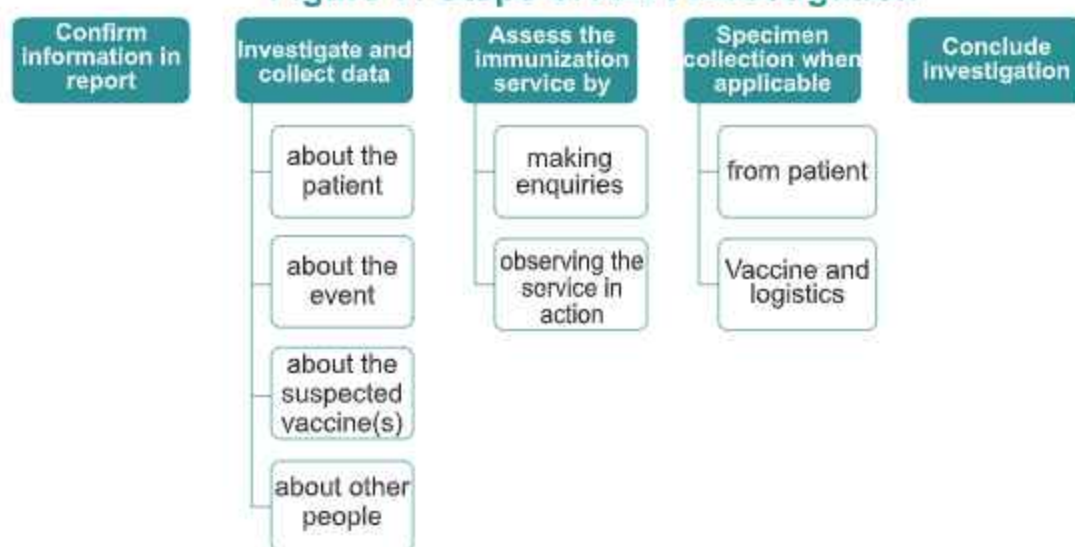 Confirm
information in
report
Investigate and
collect data
about the
patient
about the
event
about the
suspected
vaccine(s)
about other
people
Assess the
immunization
service by
making
enquiries
observing the
service in
action
Specimen
collection when
applicable
from patient
Vaccine and
logistics
Conclude
investigation